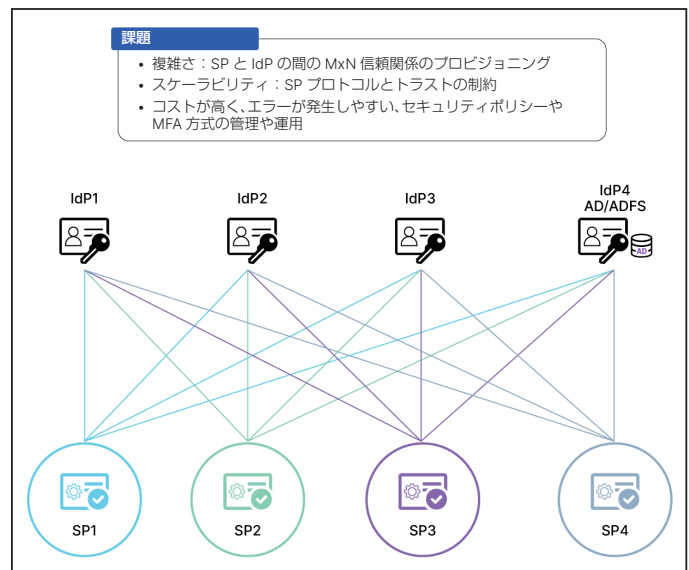 課題
• 複雑さ：SP と IdP の間の MxN 信頼関係のプロビジョニング
• スケーラビリティ：SP プロトコルとトラストの制約
• コストが高く、エラーが発生しやすい、セキュリティポリシーや
MFA 方式の管理や運用
IdP1
IdP2
IdP3
IdP4
AD/ADFS
AD
SP1
SP2
SP3
SP4